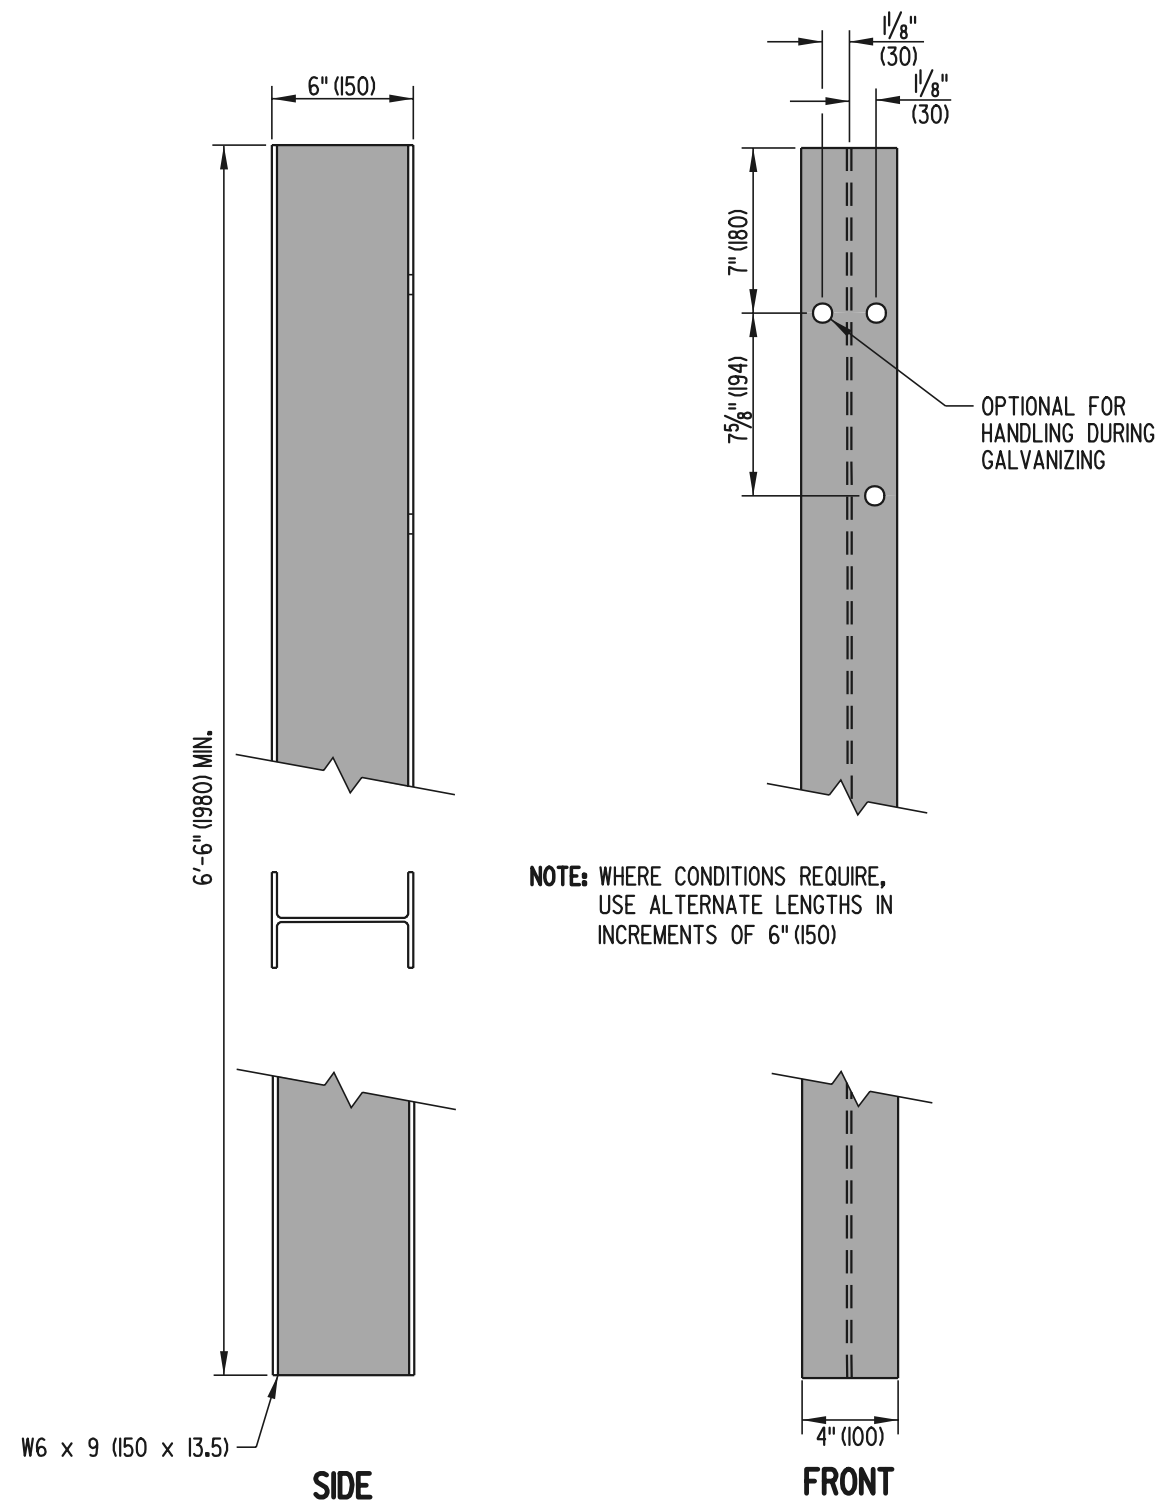 1 1/8"
(30)
6" (150)
1 1/8"
(30)
7" (180)
7 5/8" (194)
OPTIONAL FOR
HANDLING DURING
GALVANIZING
6'-6" (1980) MIN.
NOTE: WHERE CONDITIONS REQUIRE,
USE ALTERNATE LENGTHS IN
INCREMENTS OF 6" (150)
W6 x 9 (150 x 13.5)
4" (100)
SIDE
FRONT